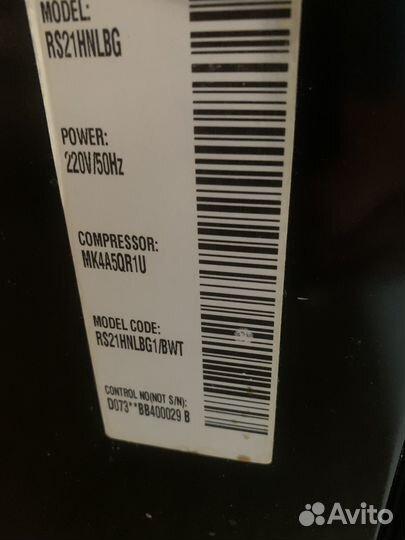 MODEL:
RS21HNLBG
POWER:
220V/50Hz
COMPRESSOR:
MK4A5QR1U
MODEL CODE:
RS21HNLBG1/BWT
CONTROL NO(NOT S/N):
D073**BB400029 B
Avito